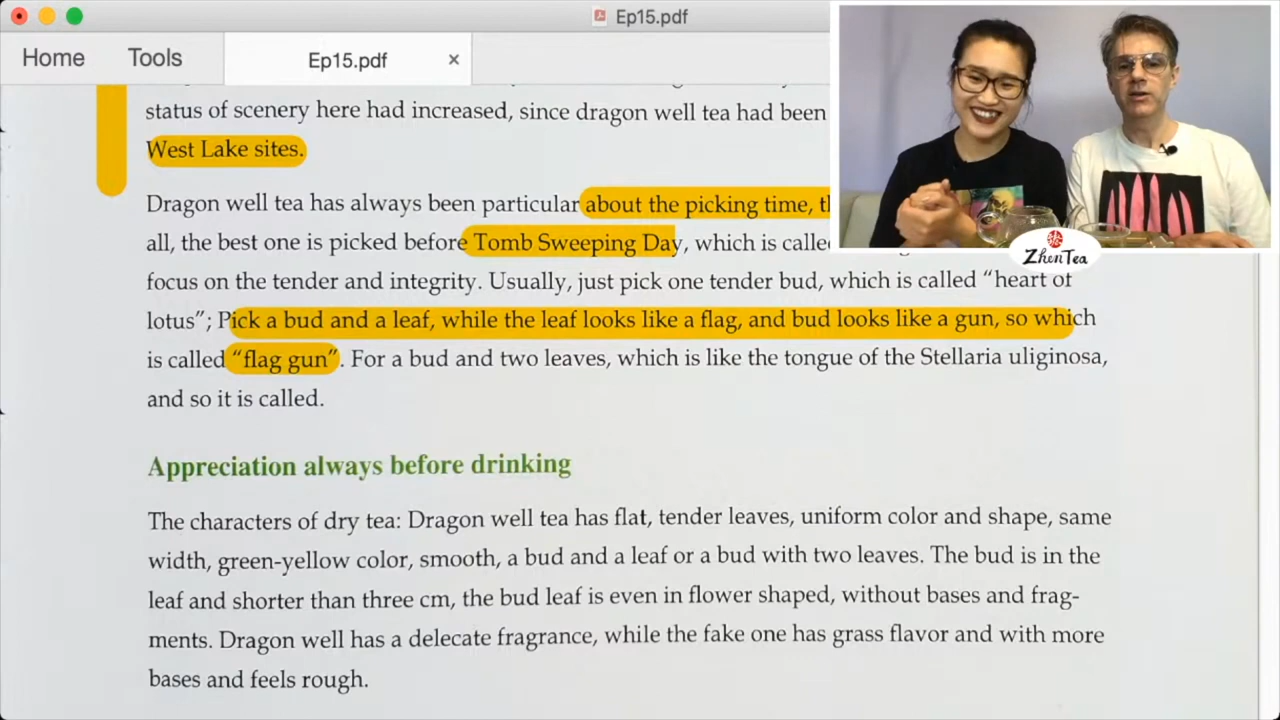 Ep15.pdf
Home
Tools
Ep15.pdf
×
status of scenery here had increased, since dragon well tea had been
West Lake sites.
Dragon well tea has always been particular about the picking time,
all, the best one is picked before Tomb Sweeping Day, which is
focus on the tender and integrity. Usually, just pick one tender bud, which is called “heart of
lotus”; Pick a bud and a leaf, while the leaf looks like a flag, and bud looks like a gun, so which
is called “flag gun”. For a bud and two leaves, which is like the tongue of the Stellaria uliginosa,
and so it is called.
Appreciation always before drinking
The characters of dry tea: Dragon well tea has flat, tender leaves, uniform color and shape, same
width, green-yellow color, smooth, a bud and a leaf or a bud with two leaves. The bud is in the
leaf and shorter than three cm, the bud leaf is even in flower shaped, without bases and frag-
ments. Dragon well has a delecate fragrance, while the fake one has grass flavor and with more
bases and feels rough.
ZhenTea